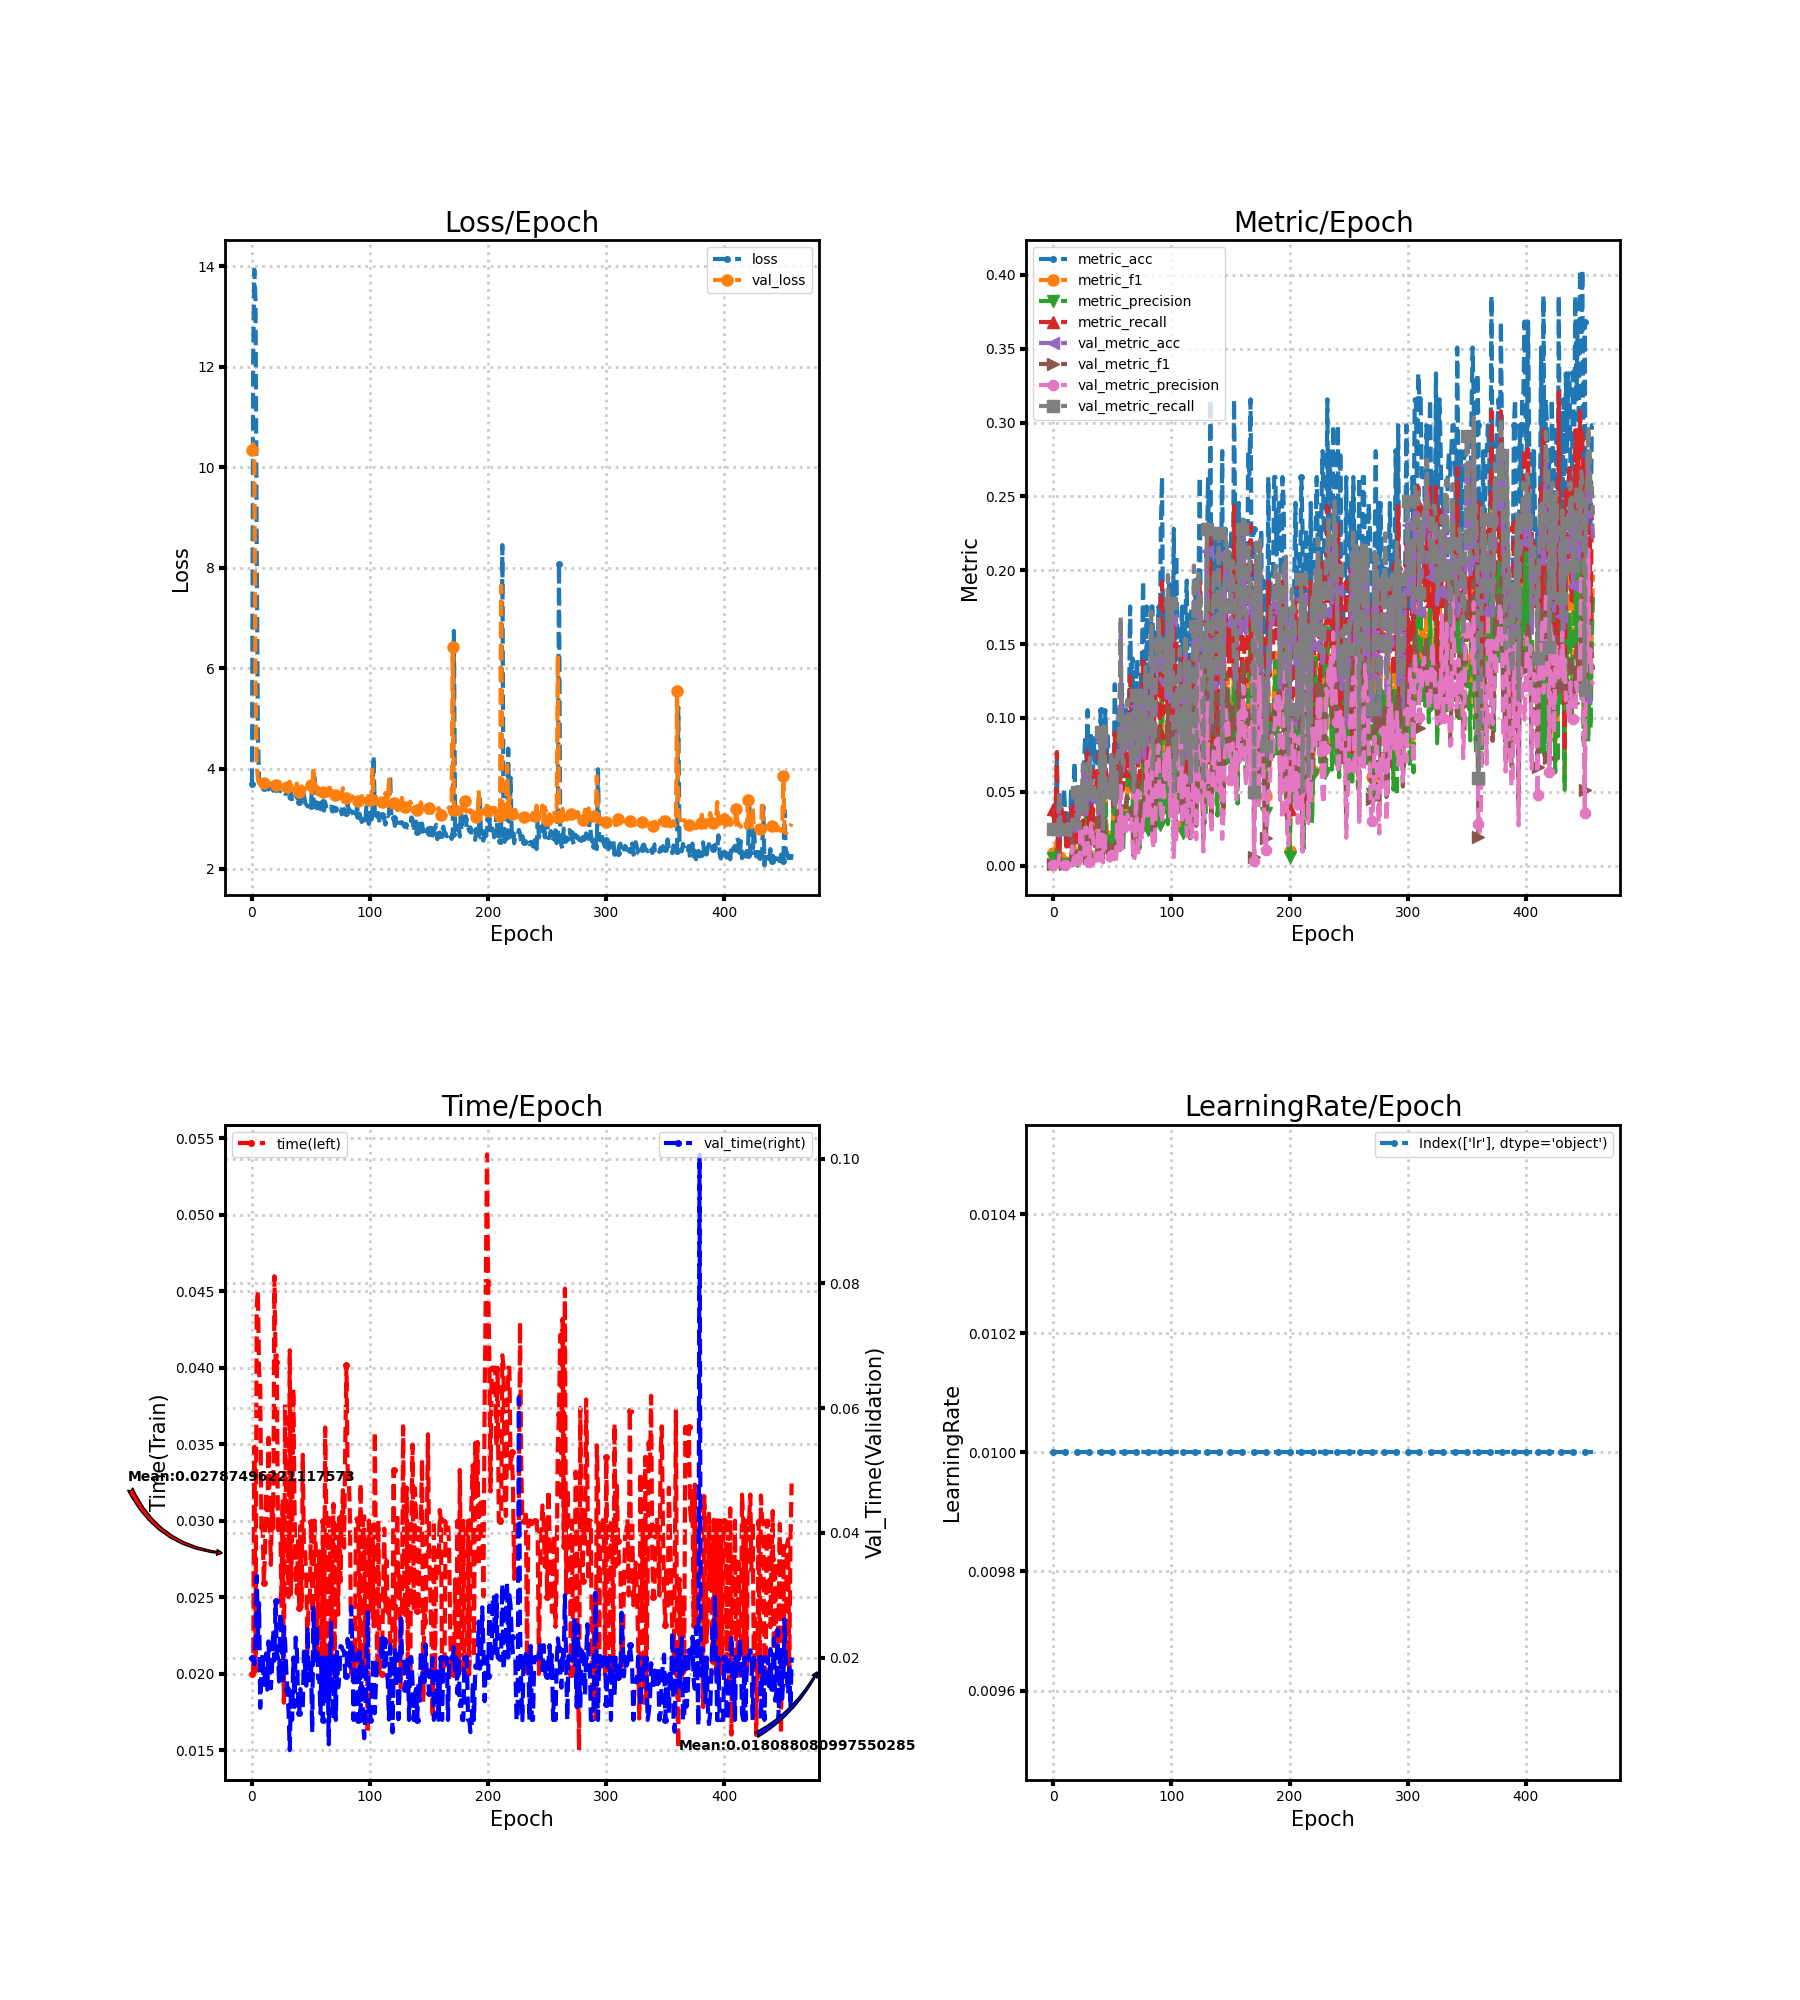 Loss/Epoch
14
12
10
8
6
4
2
Loss
loss
val_loss
0 100 200 300 400
Epoch
Metric/Epoch
0.40
0.35
0.30
0.25
0.20
0.15
0.10
0.05
0.00
Metric
metric_acc
metric_f1
metric_precision
metric_recall
val_metric_acc
val_metric_f1
val_metric_precision
val_metric_recall
0 100 200 300 400
Epoch
Time/Epoch
0.055
0.050
0.045
0.040
0.035
0.030
0.025
0.020
0.015
Time(Train)
time(left)
val_time(right)
0.10
0.08
0.06
0.04
0.02
Val_Time(Validation)
Mean:0.02787496221117573
Mean:0.018088080997550285
0 100 200 300 400
Epoch
LearningRate/Epoch
0.0104
0.0102
0.0100
0.0098
0.0096
LearningRate
Index(['lr'], dtype='object')
0 100 200 300 400
Epoch